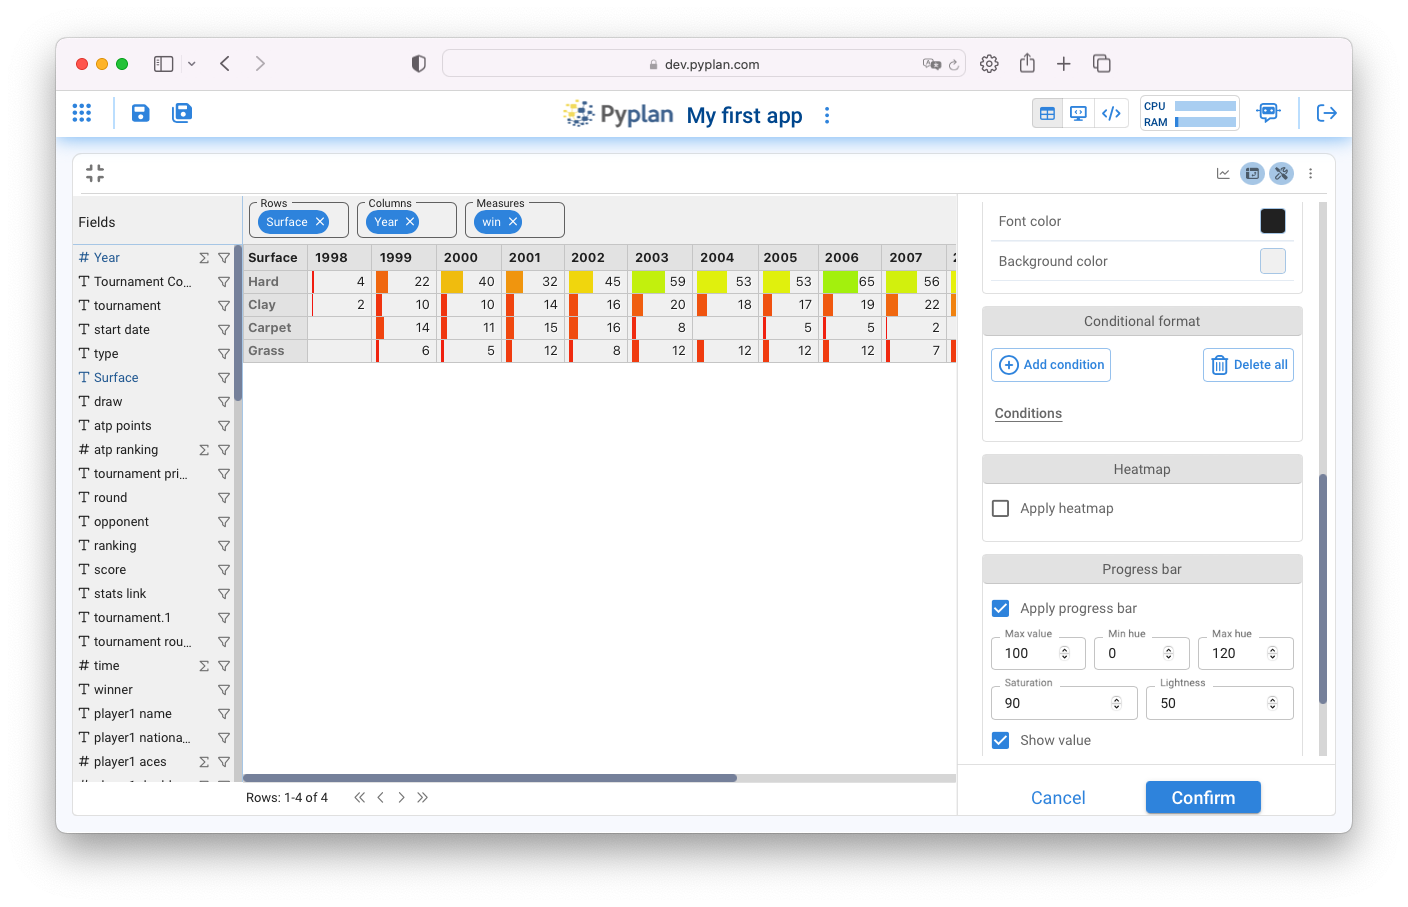 dev.pyplan.com
Pyplan My first app
CPU
RAM
Fields
Rows
Surface
Columns
Year
Measures
win
# Year
Tournament Co...
tournament
start date
type
Surface
draw
atp points
# atp ranking
tournament pri...
round
opponent
ranking
score
stats link
tournament.1
tournament rou...
# time
winner
player1 name
player1 nationa...
# player1 aces
Surface 1998 1999 2000 2001 2002 2003 2004 2005 2006 2007
Hard 4 22 40 32 45 59 53 53 65 56
Clay 2 10 10 14 16 20 18 17 19 22
Carpet 14 11 15 16 8 5 5 2
Grass 6 5 12 8 12 12 12 12 7
Rows: 1-4 of 4
Font color
Background color
Conditional format
Add condition
Delete all
Conditions
Heatmap
Apply heatmap
Progress bar
Apply progress bar
Max value
100
Min hue
0
Max hue
120
Saturation
90
Lightness
50
Show value
Cancel
Confirm